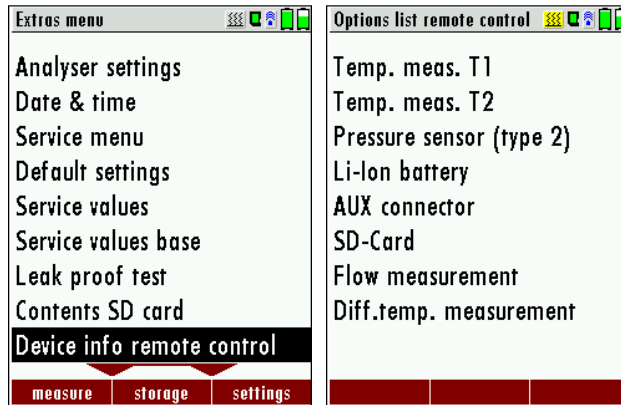 Extras menu
Analyser settings
Date & time
Service menu
Default settings
Service values
Service values base
Leak proof test
Contents SD card
Device info remote control
measure storage settings
Options list remote control
Temp. meas. T1
Temp. meas. T2
Pressure sensor (type 2)
Li-Ion battery
AUX connector
SD-Card
Flow measurement
Diff.temp. measurement